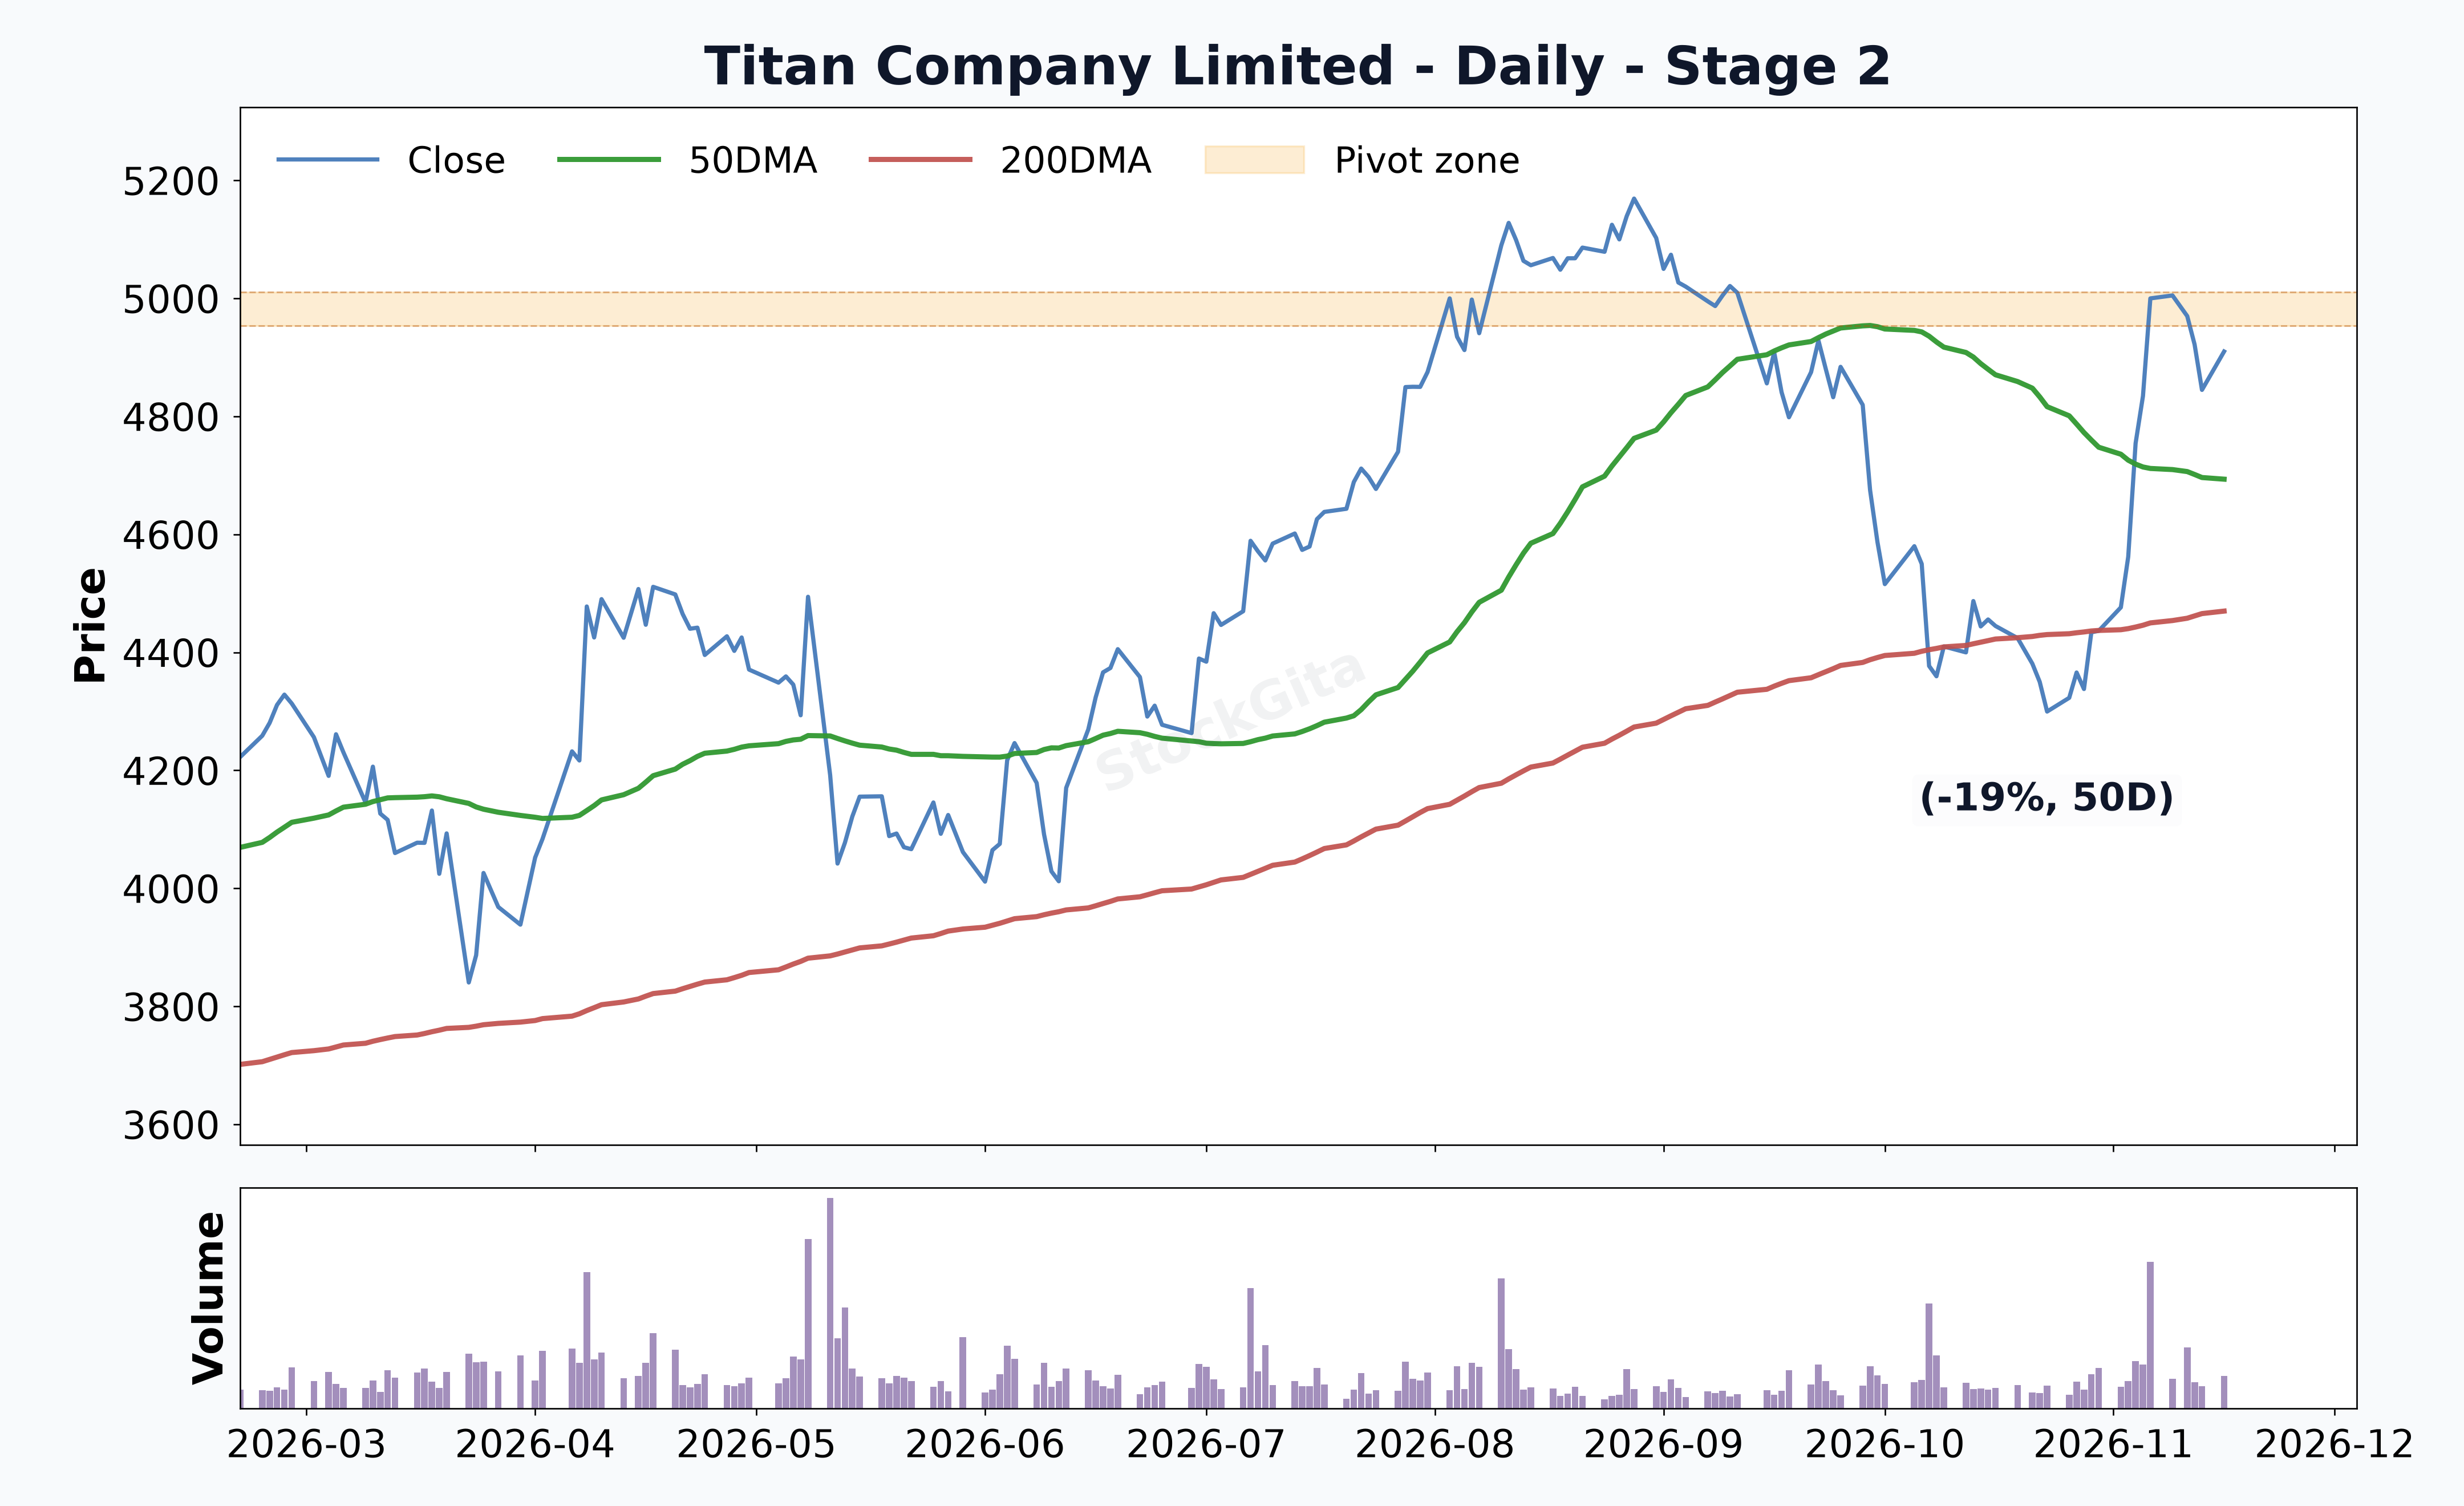 Titan Company Limited - Daily - Stage 2
Close 50DMA 200DMA Pivot zone
Price
5200
5000
4800
4600
4400
4200
4000
3800
3600
StockGita
(-19%, 50D)
Volume
2026-03 2026-04 2026-05 2026-06 2026-07 2026-08 2026-09 2026-10 2026-11 2026-12